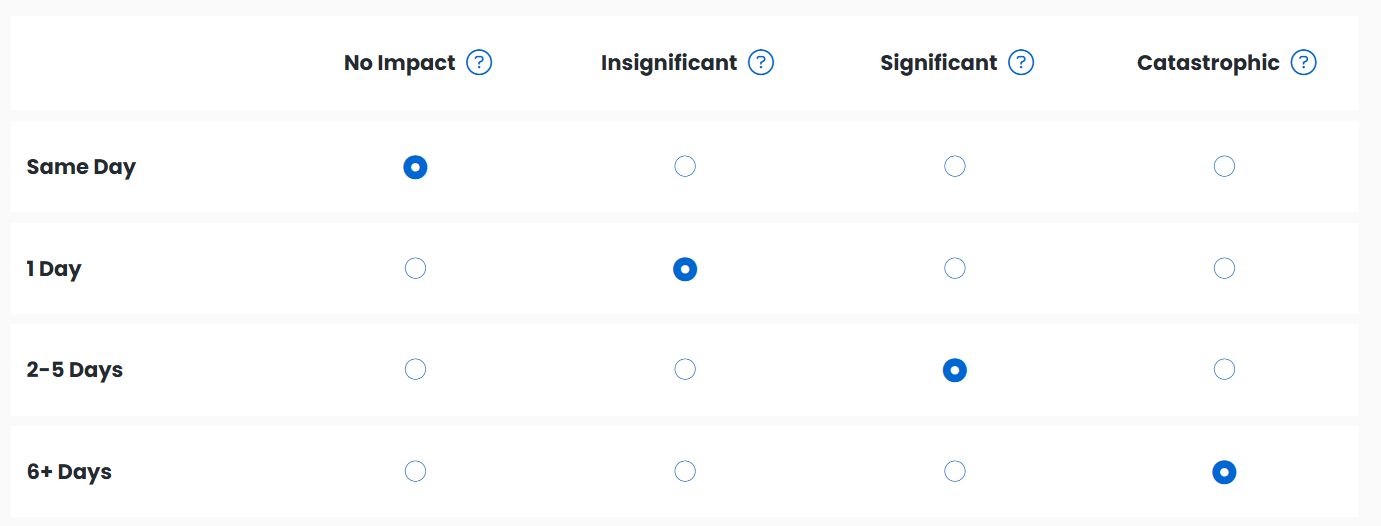 No Impact ? Insignificant ? Significant ? Catastrophic ?
Same Day
1 Day
2-5 Days
6+ Days